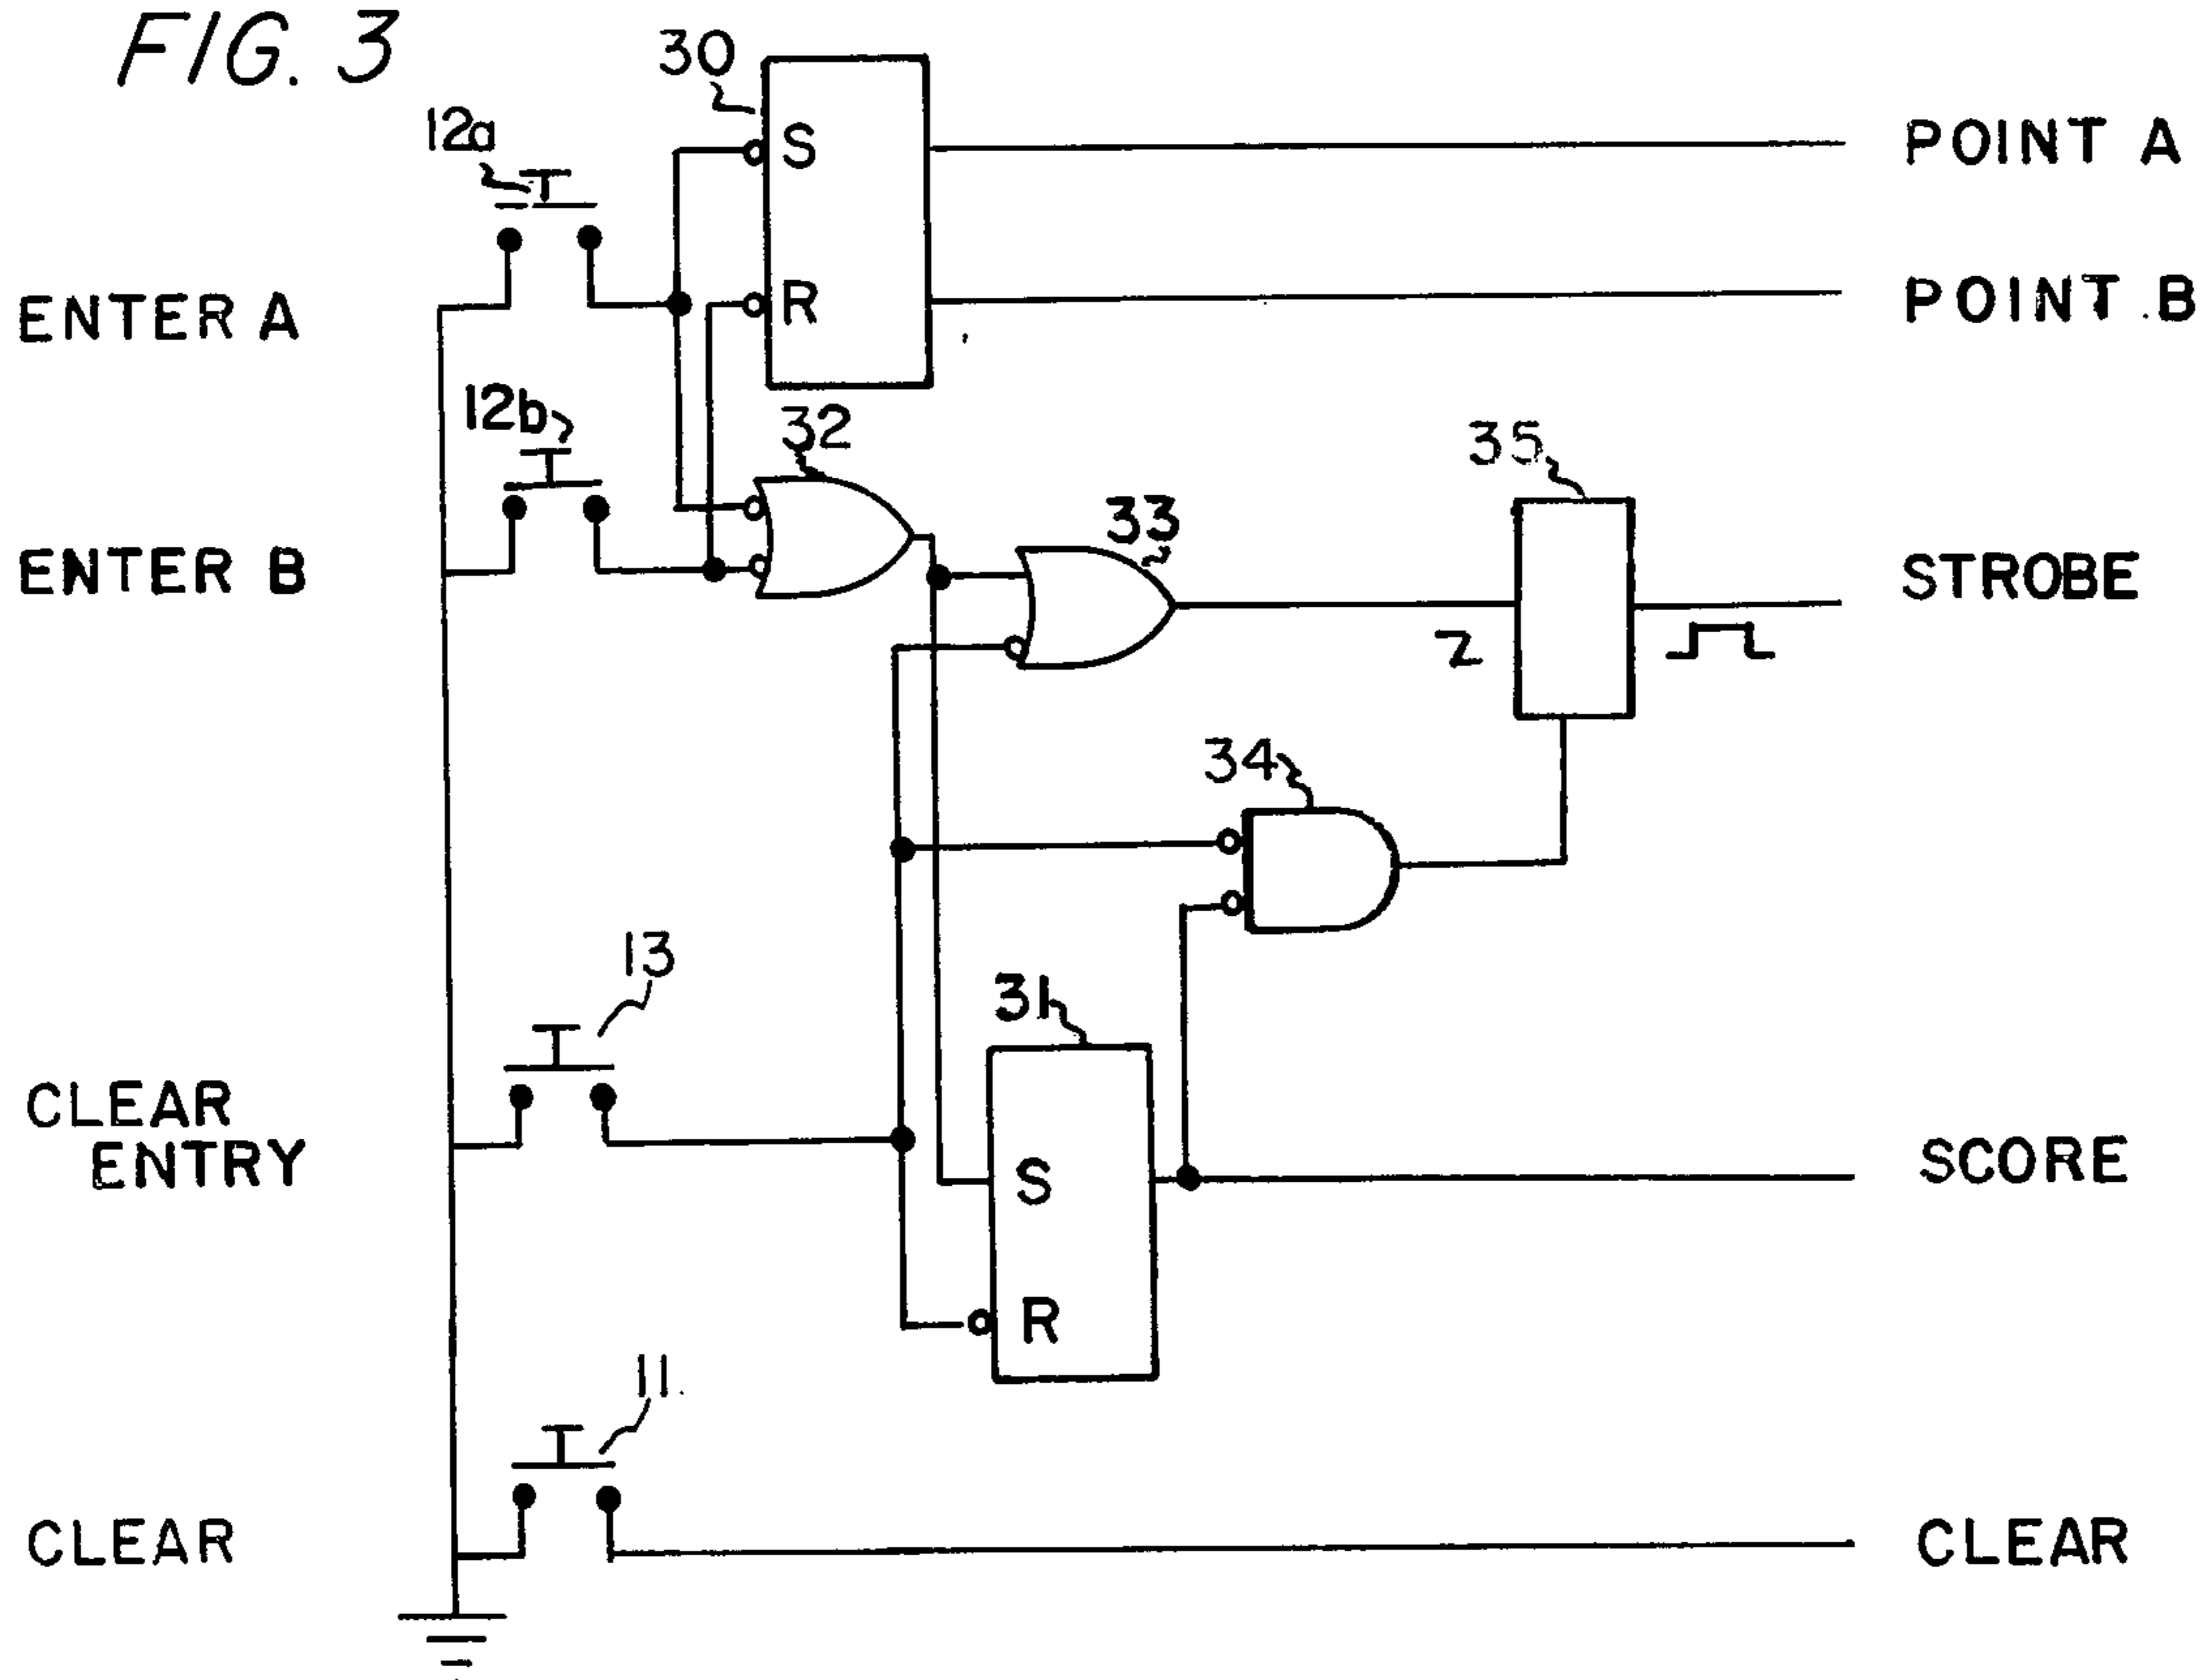 FIG. 3
30
12a
S
POINT A
R
POINT B
ENTER A
12b
32
35
33
ENTER B
STROBE
34
13
31
CLEAR
ENTRY
S
SCORE
R
11
CLEAR
CLEAR